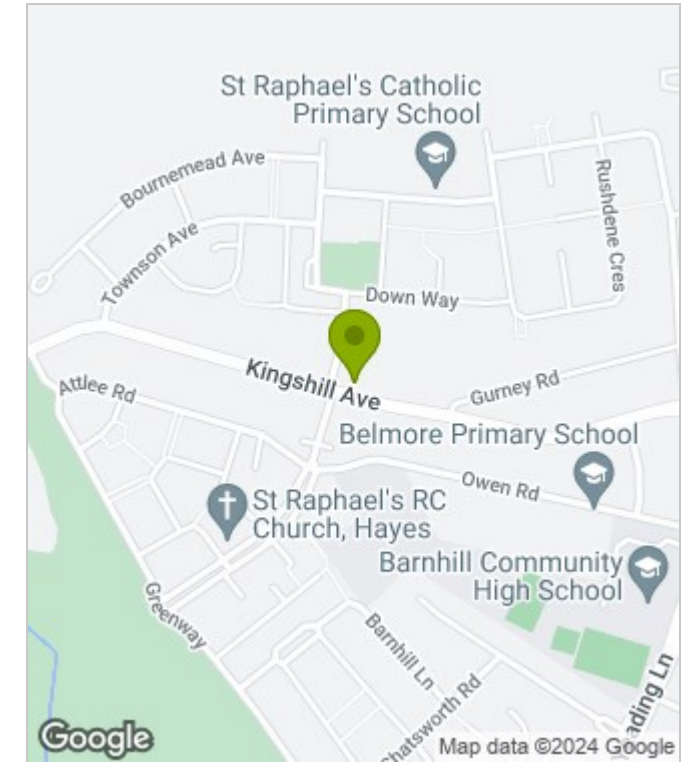 St Raphael's Catholic
Primary School
Bournemead Ave
Rushdene Cres
Townson Ave
Down Way
Kingshill Ave
Attlee Rd
Gurney Rd
Belmore Primary School
Owen Rd
St Raphael's RC
Church, Hayes
Barnhill Community
High School
Greenway
Barnhill Ln
Chatsworth Rd
ading Ln
Google
Map data ©2024 Google